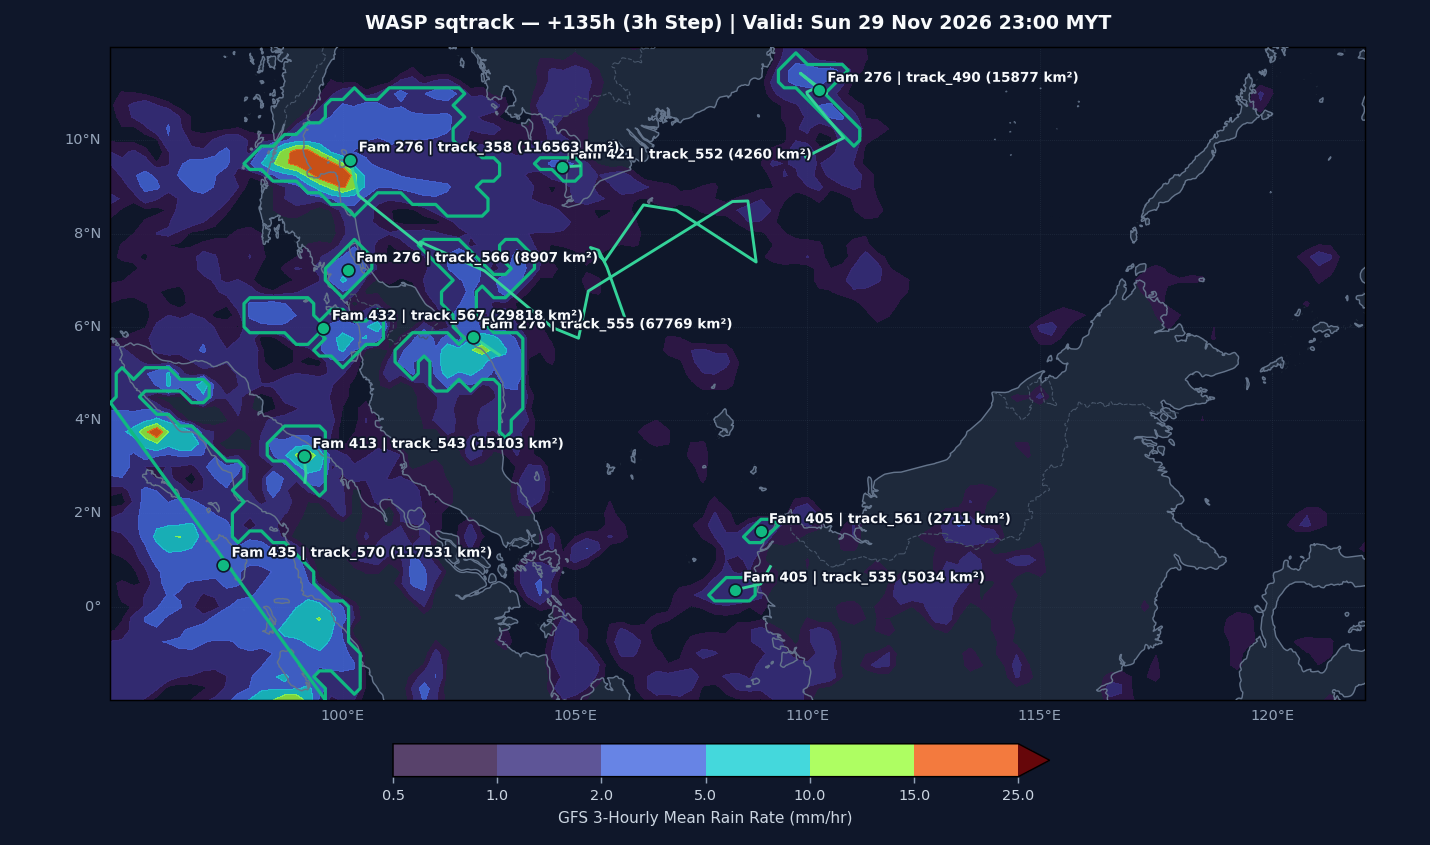 WASP sqtrack — +135h (3h Step) | Valid: Sun 29 Nov 2026 23:00 MYT
Fam 276 | track_490 (15877 km²)
10°N
Fam 276 | track_358 (116563 km²)
Fam 421 | track_552 (4260 km²)
8°N
Fam 276 | track_566 (8907 km²)
6°N
Fam 432 | track_567 (29818 km²)
Fam 276 | track_555 (67769 km²)
4°N
Fam 413 | track_543 (15103 km²)
2°N
Fam 405 | track_561 (2711 km²)
Fam 435 | track_570 (117531 km²)
Fam 405 | track_535 (5034 km²)
0°
100°E 105°E 110°E 115°E 120°E
0.5 1.0 2.0 5.0 10.0 15.0 25.0
GFS 3-Hourly Mean Rain Rate (mm/hr)